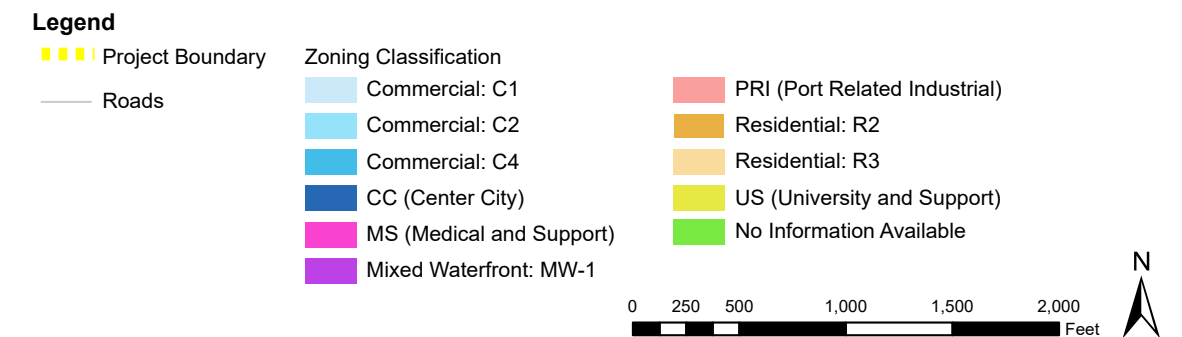 Legend
Project Boundary
Roads
Zoning Classification
Commercial: C1
Commercial: C2
Commercial: C4
CC (Center City)
MS (Medical and Support)
Mixed Waterfront: MW-1
PRI (Port Related Industrial)
Residential: R2
Residential: R3
US (University and Support)
No Information Available
N
0 250 500 1,000 1,500 2,000
Feet